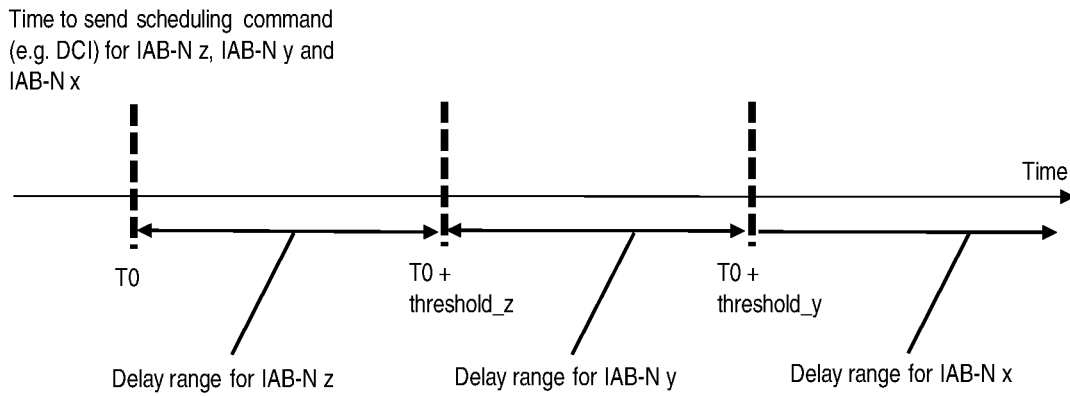 Time to send scheduling command
(e.g. DCI) for IAB-N z, IAB-N y and
IAB-N x
Time
T0
T0 +
threshold_z
T0 +
threshold_y
Delay range for IAB-N z
Delay range for IAB-N y
Delay range for IAB-N x